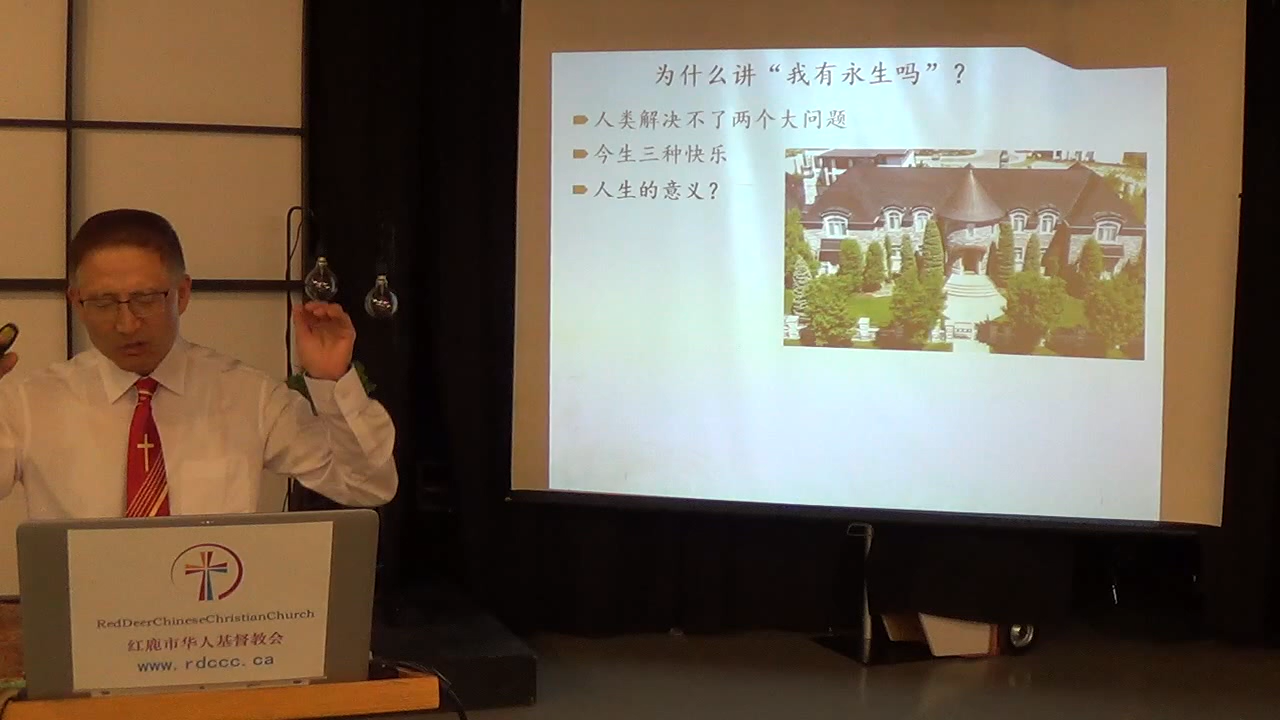 为什么讲“我有永生吗”？
人类解决不了两个大问题
今生三种快乐
人生的意义？
RedDeerChineseChristianChurch
红鹿市华人基督教会
www.rdccc.ca